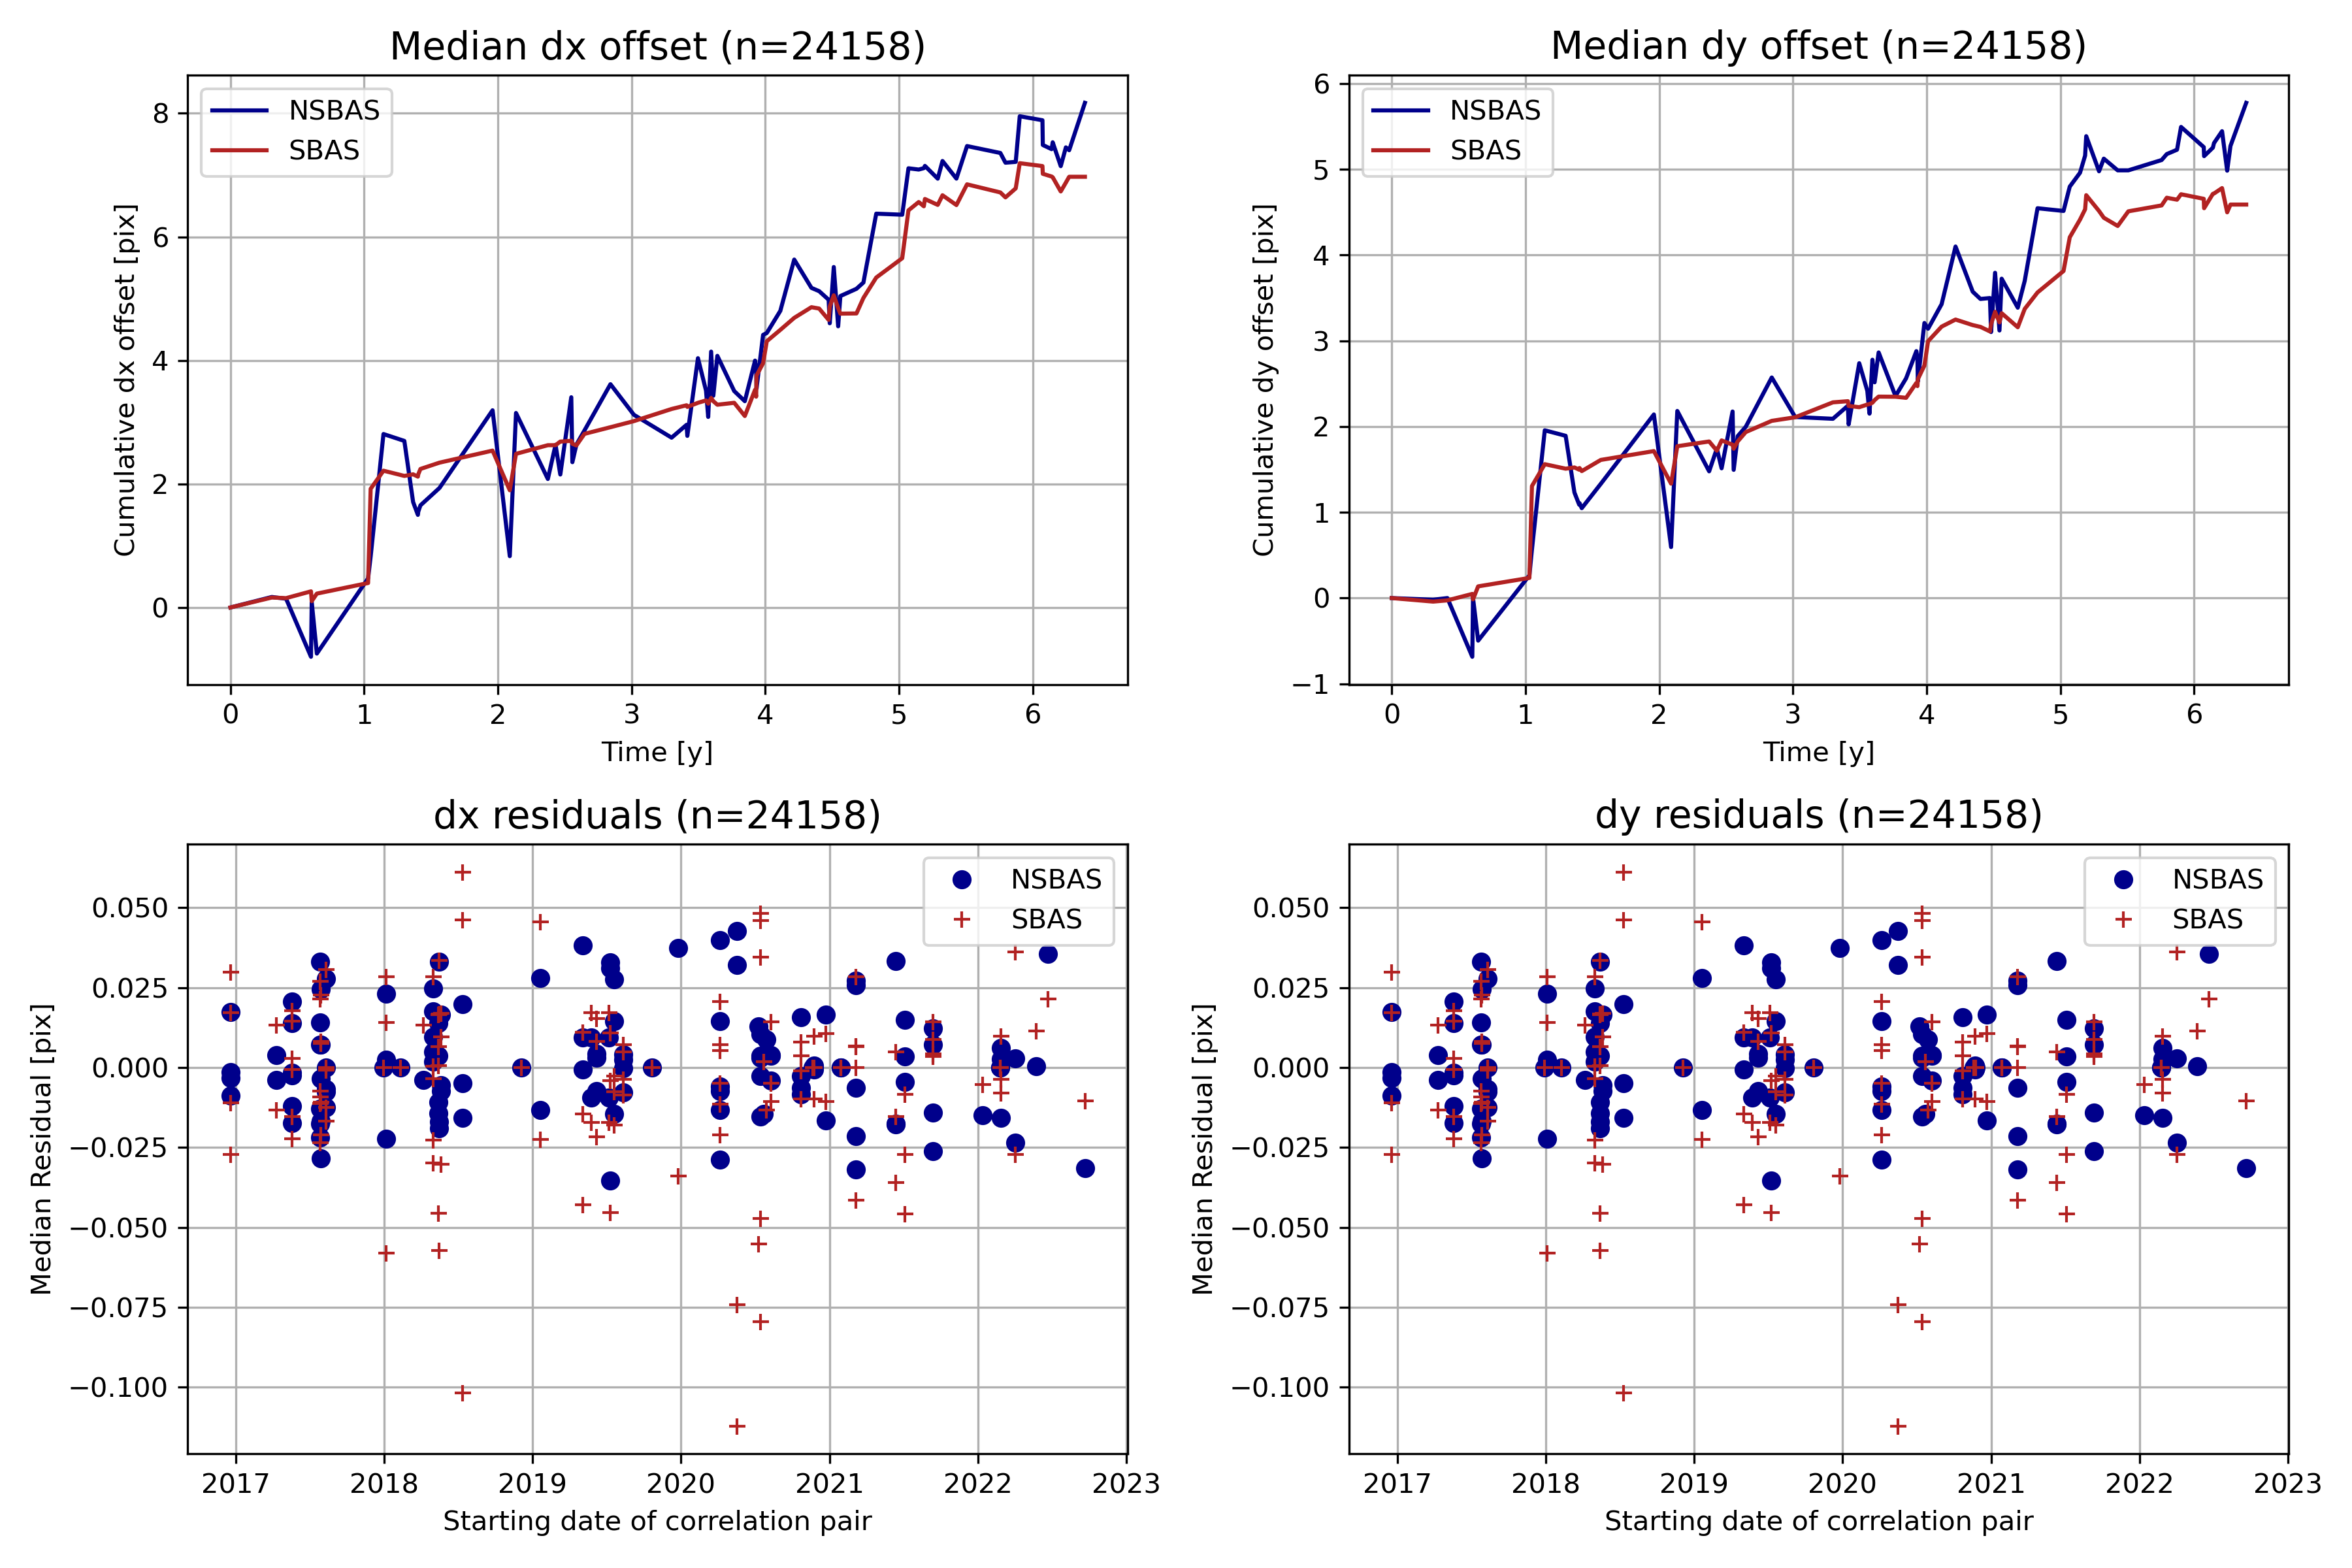 Median dx offset (n=24158)
NSBAS
SBAS
Cumulative dx offset [pix]
8
6
4
2
0
0 1 2 3 4 5 6
Time [y]
Median dy offset (n=24158)
NSBAS
SBAS
Cumulative dy offset [pix]
6
5
4
3
2
1
0
−1
0 1 2 3 4 5 6
Time [y]
dx residuals (n=24158)
NSBAS
SBAS
Median Residual [pix]
0.050
0.025
0.000
−0.025
−0.050
−0.075
−0.100
2017 2018 2019 2020 2021 2022 2023
Starting date of correlation pair
dy residuals (n=24158)
NSBAS
SBAS
Median Residual [pix]
0.050
0.025
0.000
−0.025
−0.050
−0.075
−0.100
2017 2018 2019 2020 2021 2022 2023
Starting date of correlation pair